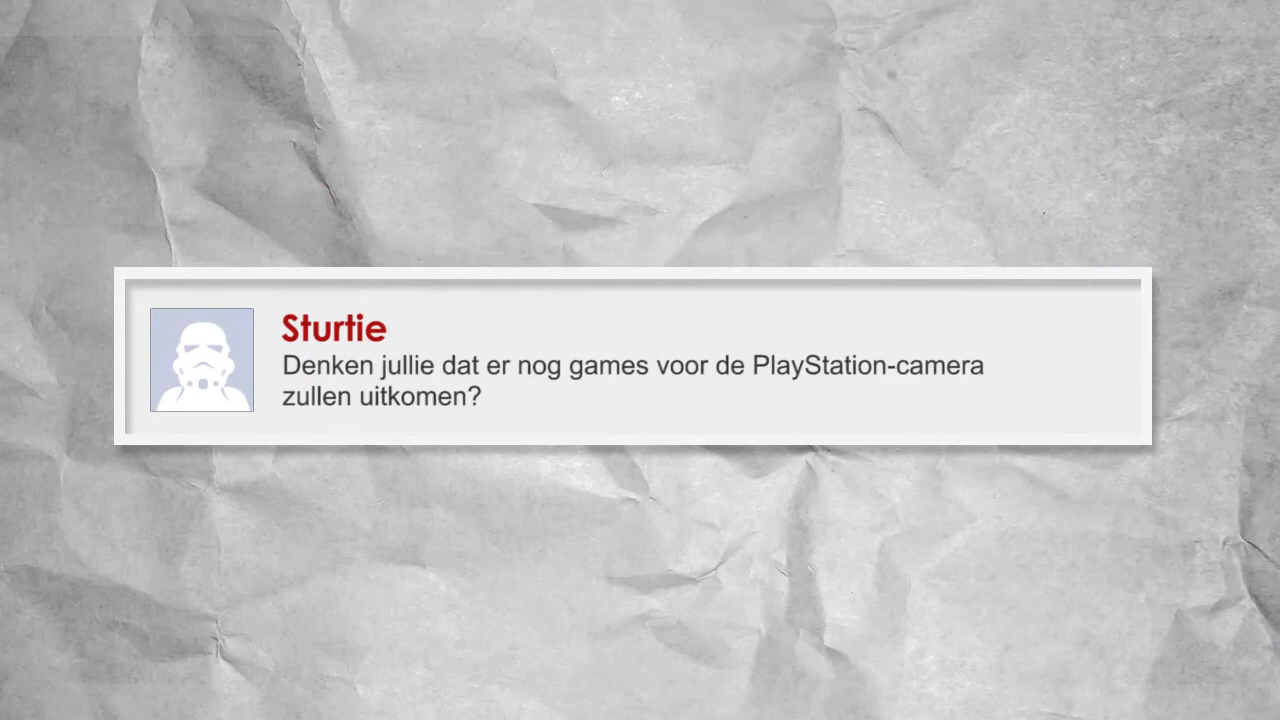 Sturtie
Denken jullie dat er nog games voor de PlayStation-camera
zullen uitkomen?